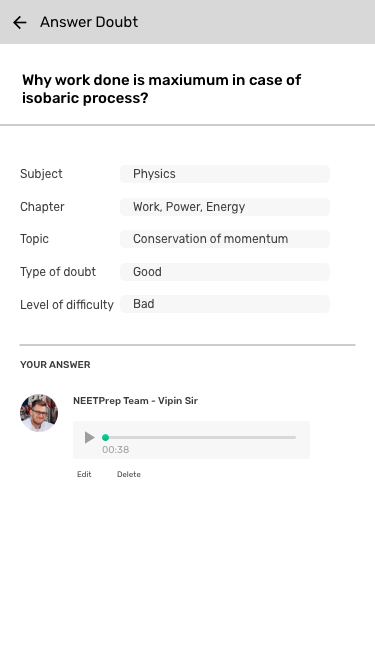 Answer Doubt
Why work done is maxiumum in case of
isobaric process?
Subject Physics
Chapter Work, Power, Energy
Topic Conservation of momentum
Type of doubt Good
Level of difficulty Bad
YOUR ANSWER
NEETPrep Team - Vipin Sir
00:38
Edit Delete